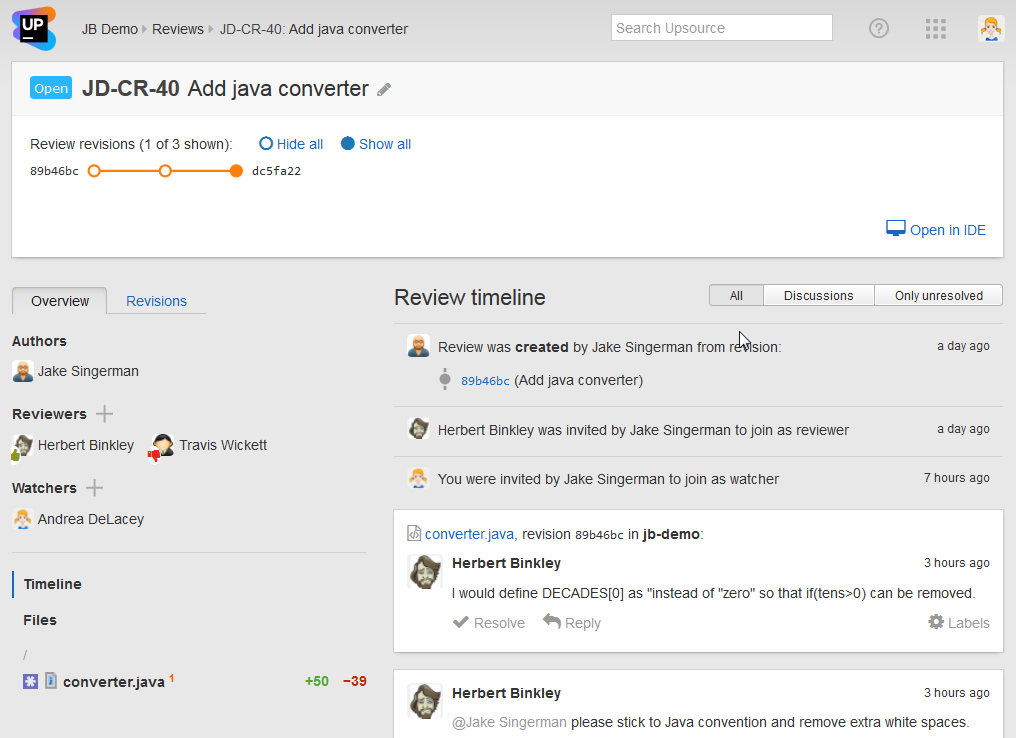 UP
JB Demo Reviews JD-CR-40: Add java converter
Search Upsource
?
Open JD-CR-40 Add java converter
Review revisions (1 of 3 shown): Hide all Show all
89b46bc dc5fa22
Open in IDE
Overview Revisions
Authors
Jake Singerman
Reviewers
Herbert Binkley Travis Wickett
Watchers
Andrea DeLacey
Timeline
Files
/
converter.java 1 +50 −39
Review timeline
All Discussions Only unresolved
Review was created by Jake Singerman from revision: a day ago
89b46bc (Add java converter)
Herbert Binkley was invited by Jake Singerman to join as reviewer a day ago
You were invited by Jake Singerman to join as watcher 7 hours ago
converter.java, revision 89b46bc in jb-demo:
Herbert Binkley 3 hours ago
I would define DECADES[0] as "instead of "zero" so that if(tens>0) can be removed.
Resolve Reply Labels
Herbert Binkley 3 hours ago
@Jake Singerman please stick to Java convention and remove extra white spaces.